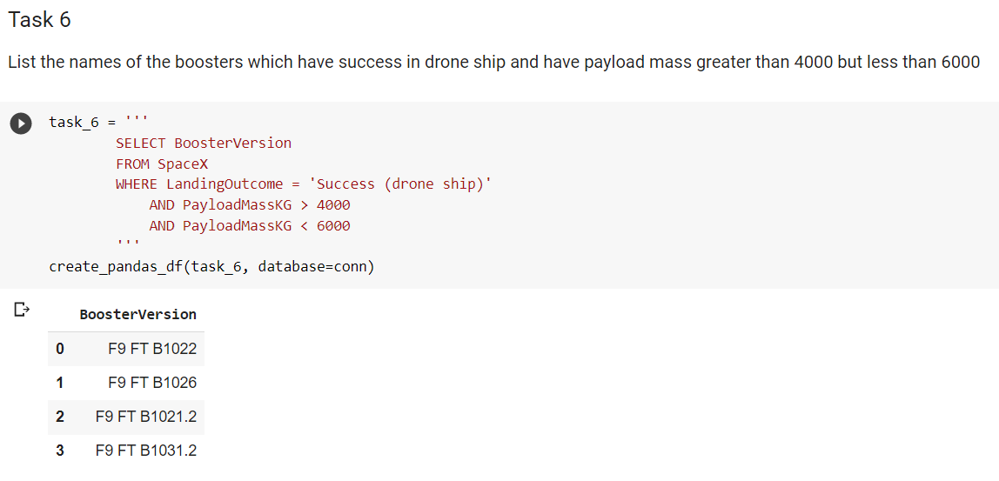 Task 6
List the names of the boosters which have success in drone ship and have payload mass greater than 4000 but less than 6000
task_6 = '''
SELECT BoosterVersion
FROM SpaceX
WHERE LandingOutcome = 'Success (drone ship)'
AND PayloadMassKG > 4000
AND PayloadMassKG < 6000
'''
create_pandas_df(task_6, database=conn)
BoosterVersion
0 F9 FT B1022
1 F9 FT B1026
2 F9 FT B1021.2
3 F9 FT B1031.2